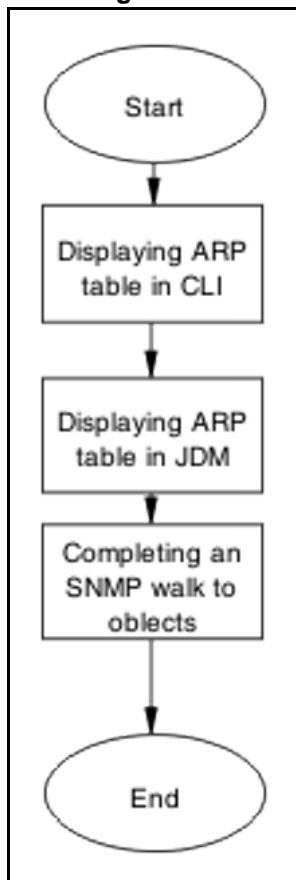 Start
Displaying ARP
table in CLI
Displaying ARP
table in JDM
Completing an
SNMP walk to
oblects
End